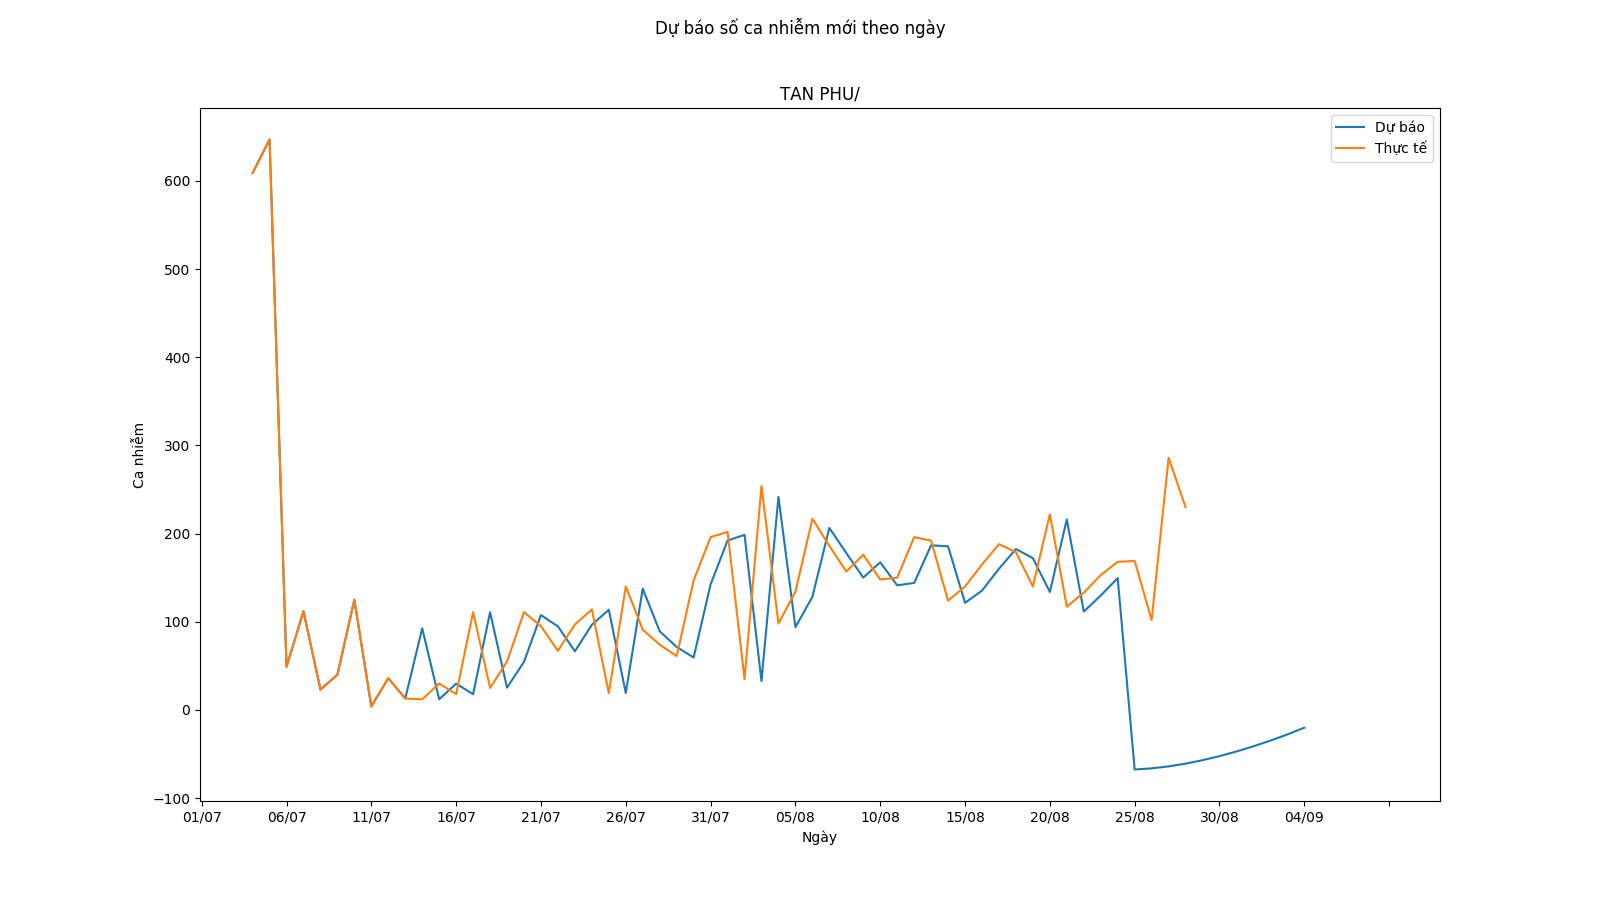 Dự báo số ca nhiễm mới theo ngày
TAN PHU/
Dự báo
Thực tế
600
500
400
300
200
100
0
−100
Ca nhiễm
01/07 06/07 11/07 16/07 21/07 26/07 31/07 05/08 10/08 15/08 20/08 25/08 30/08 04/09
Ngày